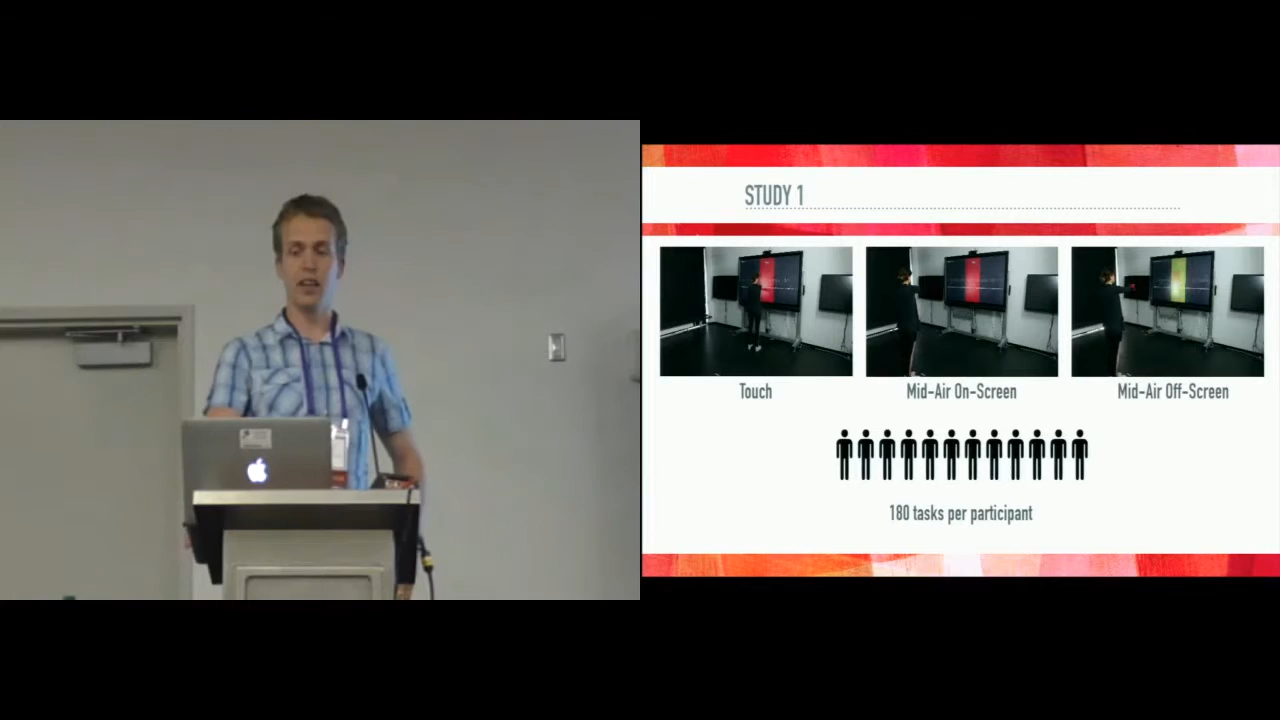 STUDY 1
Touch
Mid-Air On-Screen
Mid-Air Off-Screen
180 tasks per participant